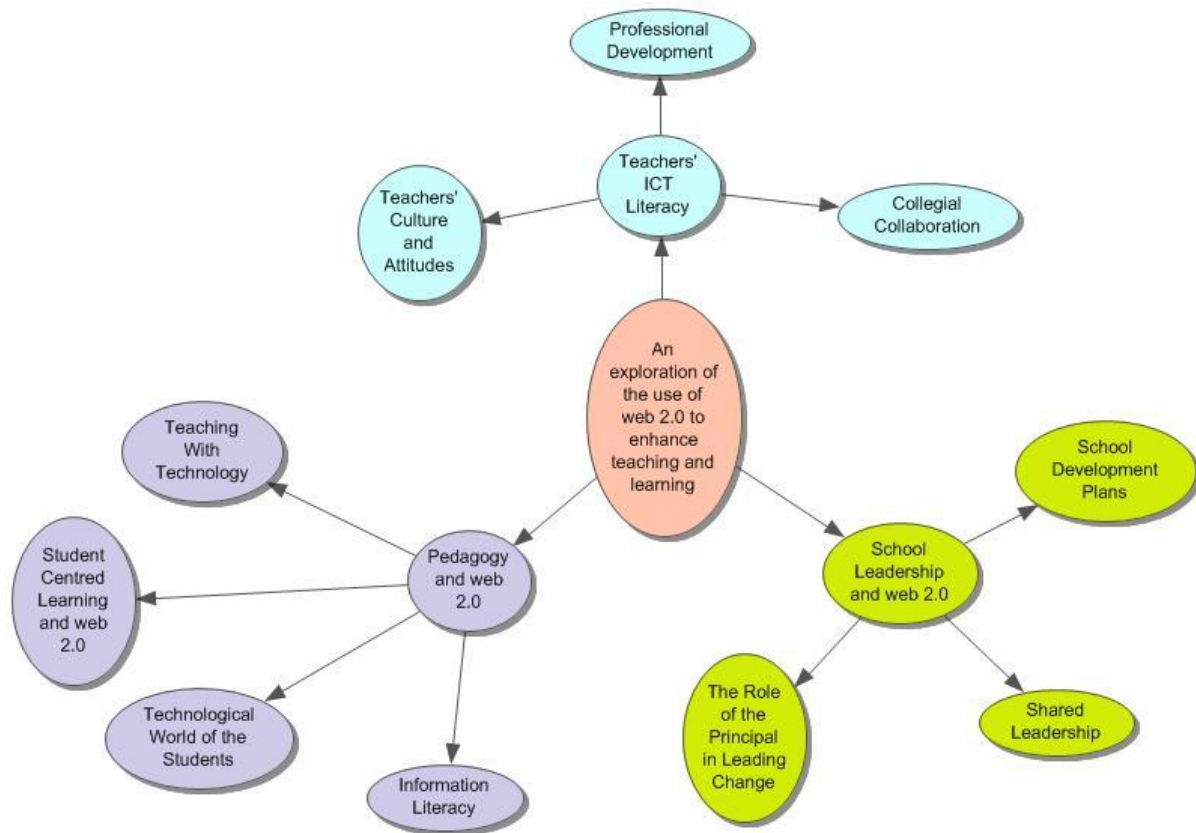 Professional
Development
Teachers'
ICT
Literacy
Teachers'
Culture
and
Attitudes
Collegial
Collaboration
An
exploration of
the use of
web 2.0 to
enhance
teaching and
learning
Teaching
With
Technology
Student
Centred
Learning
and web
2.0
Pedagogy
and web
2.0
Technological
World of the
Students
Information
Literacy
School
Development
Plans
School
Leadership
and web 2.0
The Role
of the
Principal
in Leading
Change
Shared
Leadership